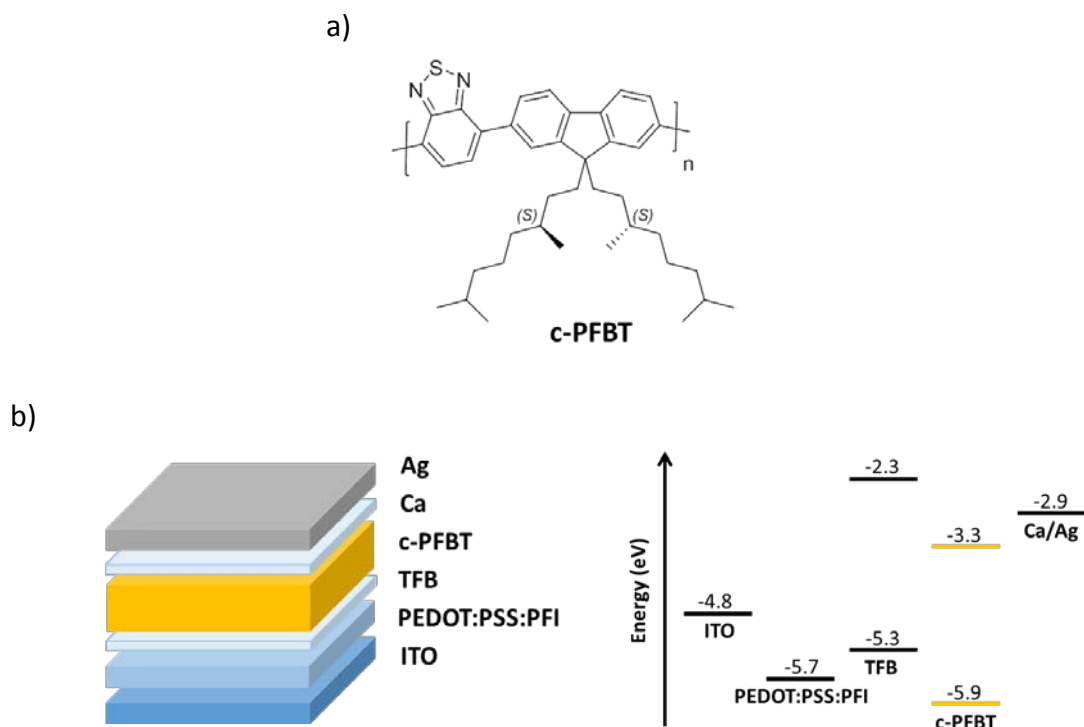 a)
S
N N
n
(S) (S)
c-PFBT
b)
Ag
Ca
c-PFBT
TFB
PEDOT:PSS:PFI
ITO
Energy (eV)
-2.3
-2.9
Ca/Ag
-3.3
-4.8
ITO
-5.3
TFB
-5.7
PEDOT:PSS:PFI
-5.9
c-PFBT